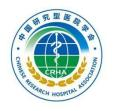 中国研究型医院学会
CRHA
CHINESE RESEARCH HOSPITAL ASSOCIATION